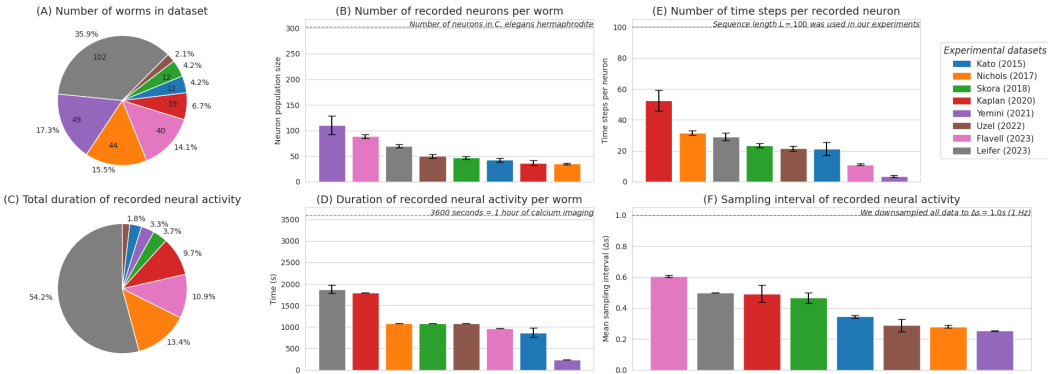 (A) Number of worms in dataset
35.9%
102
2.1%
4.2%
12
4.2%
12
19
6.7%
40
14.1%
44
15.5%
49
17.3%
(B) Number of recorded neurons per worm
Number of neurons in C. elegans hermaphrodite
Neuron population size
300
250
200
150
100
50
0
(E) Number of time steps per recorded neuron
Sequence length L = 100 was used in our experiments
Time steps per neuron
100
80
60
40
20
0
Experimental datasets
Kato (2015)
Nichols (2017)
Skora (2018)
Kaplan (2020)
Yemini (2021)
Uzel (2022)
Flavell (2023)
Leifer (2023)
(C) Total duration of recorded neural activity
1.8%
3.3%
3.7%
9.7%
10.9%
13.4%
54.2%
(D) Duration of recorded neural activity per worm
3600 seconds = 1 hour of calcium imaging
Time (s)
3500
3000
2500
2000
1500
1000
500
0
(F) Sampling interval of recorded neural activity
We downsampled all data to Δs = 1.0s (1 Hz)
Mean sampling interval (Δs)
1.0
0.8
0.6
0.4
0.2
0.0